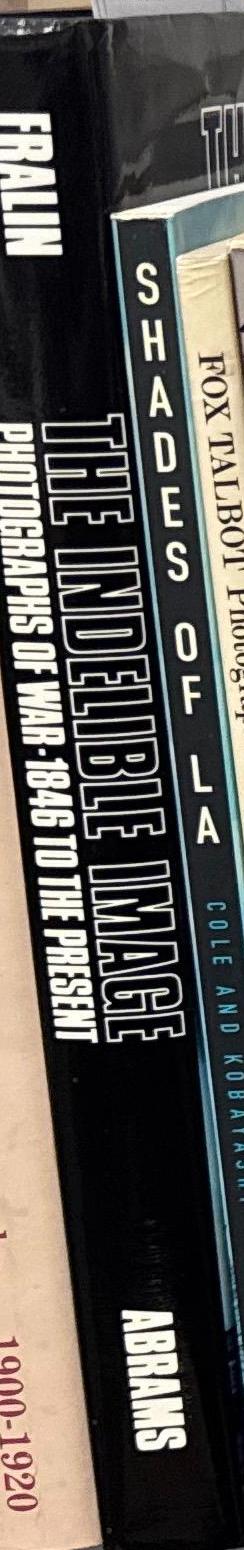 FRALIN
THE INDELIBLE IMAGE
PHOTOGRAPHS OF WAR·1846 TO THE PRESENT
ABRAMS
SHADES OF LA
COLE AND KOBAYASHI
FOX TALBOT
1900-1920